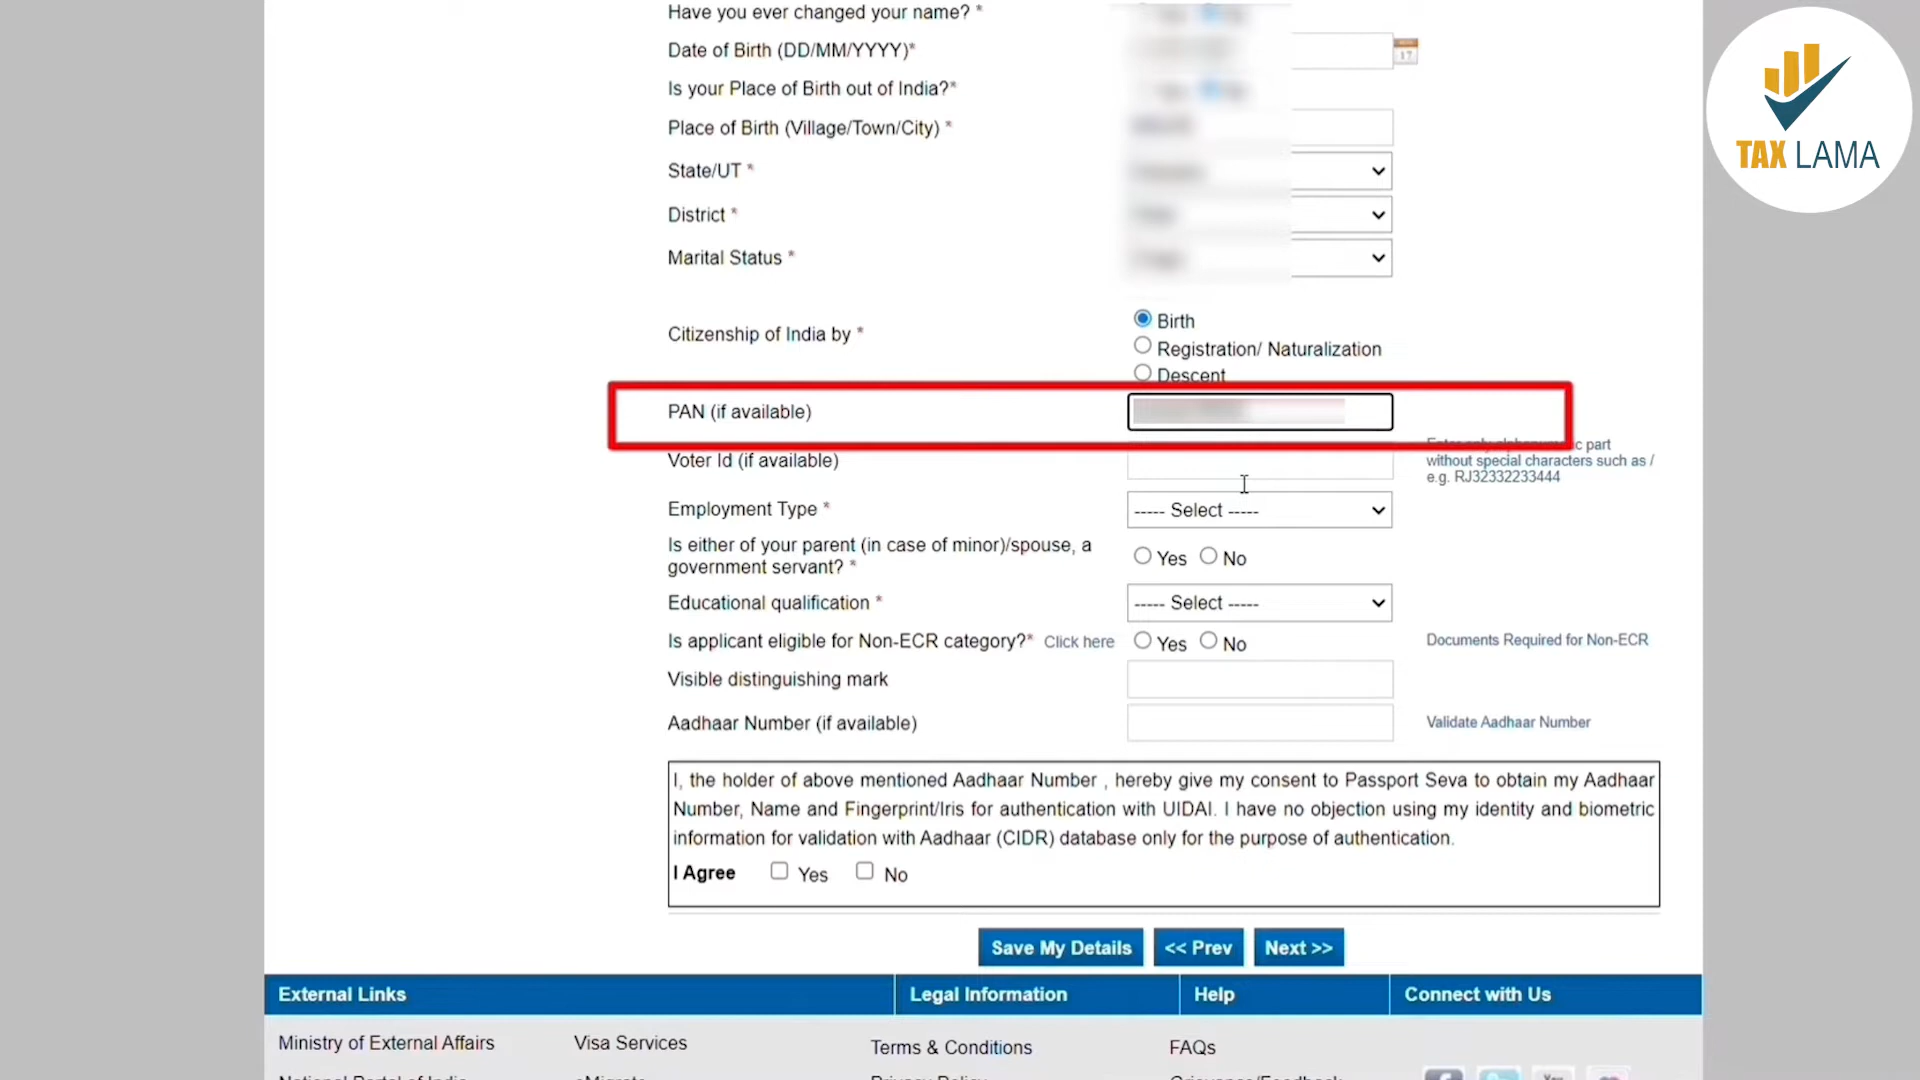 Have you ever changed your name? *
Date of Birth (DD/MM/YYYY)*
17
Is your Place of Birth out of India?*
Place of Birth (Village/Town/City) *
State/UT *
District *
Marital Status *
Citizenship of India by *
Birth
Registration/ Naturalization
Descent
PAN (if available)
Voter Id (if available)
part
without special characters such as /
e.g. RJ32332233444
Employment Type *
----- Select -----
Is either of your parent (in case of minor)/spouse, a
government servant? *
Yes No
Educational qualification *
----- Select -----
Is applicant eligible for Non-ECR category?* Click here
Yes No
Documents Required for Non-ECR
Visible distinguishing mark
Aadhaar Number (if available)
Validate Aadhaar Number
I, the holder of above mentioned Aadhaar Number , hereby give my consent to Passport Seva to obtain my Aadhaar
Number, Name and Fingerprint/Iris for authentication with UIDAI. I have no objection using my identity and biometric
information for validation with Aadhaar (CIDR) database only for the purpose of authentication.
I Agree Yes No
Save My Details << Prev Next >>
External Links Legal Information Help Connect with Us
Ministry of External Affairs Visa Services Terms & Conditions FAQs
TAX LAMA